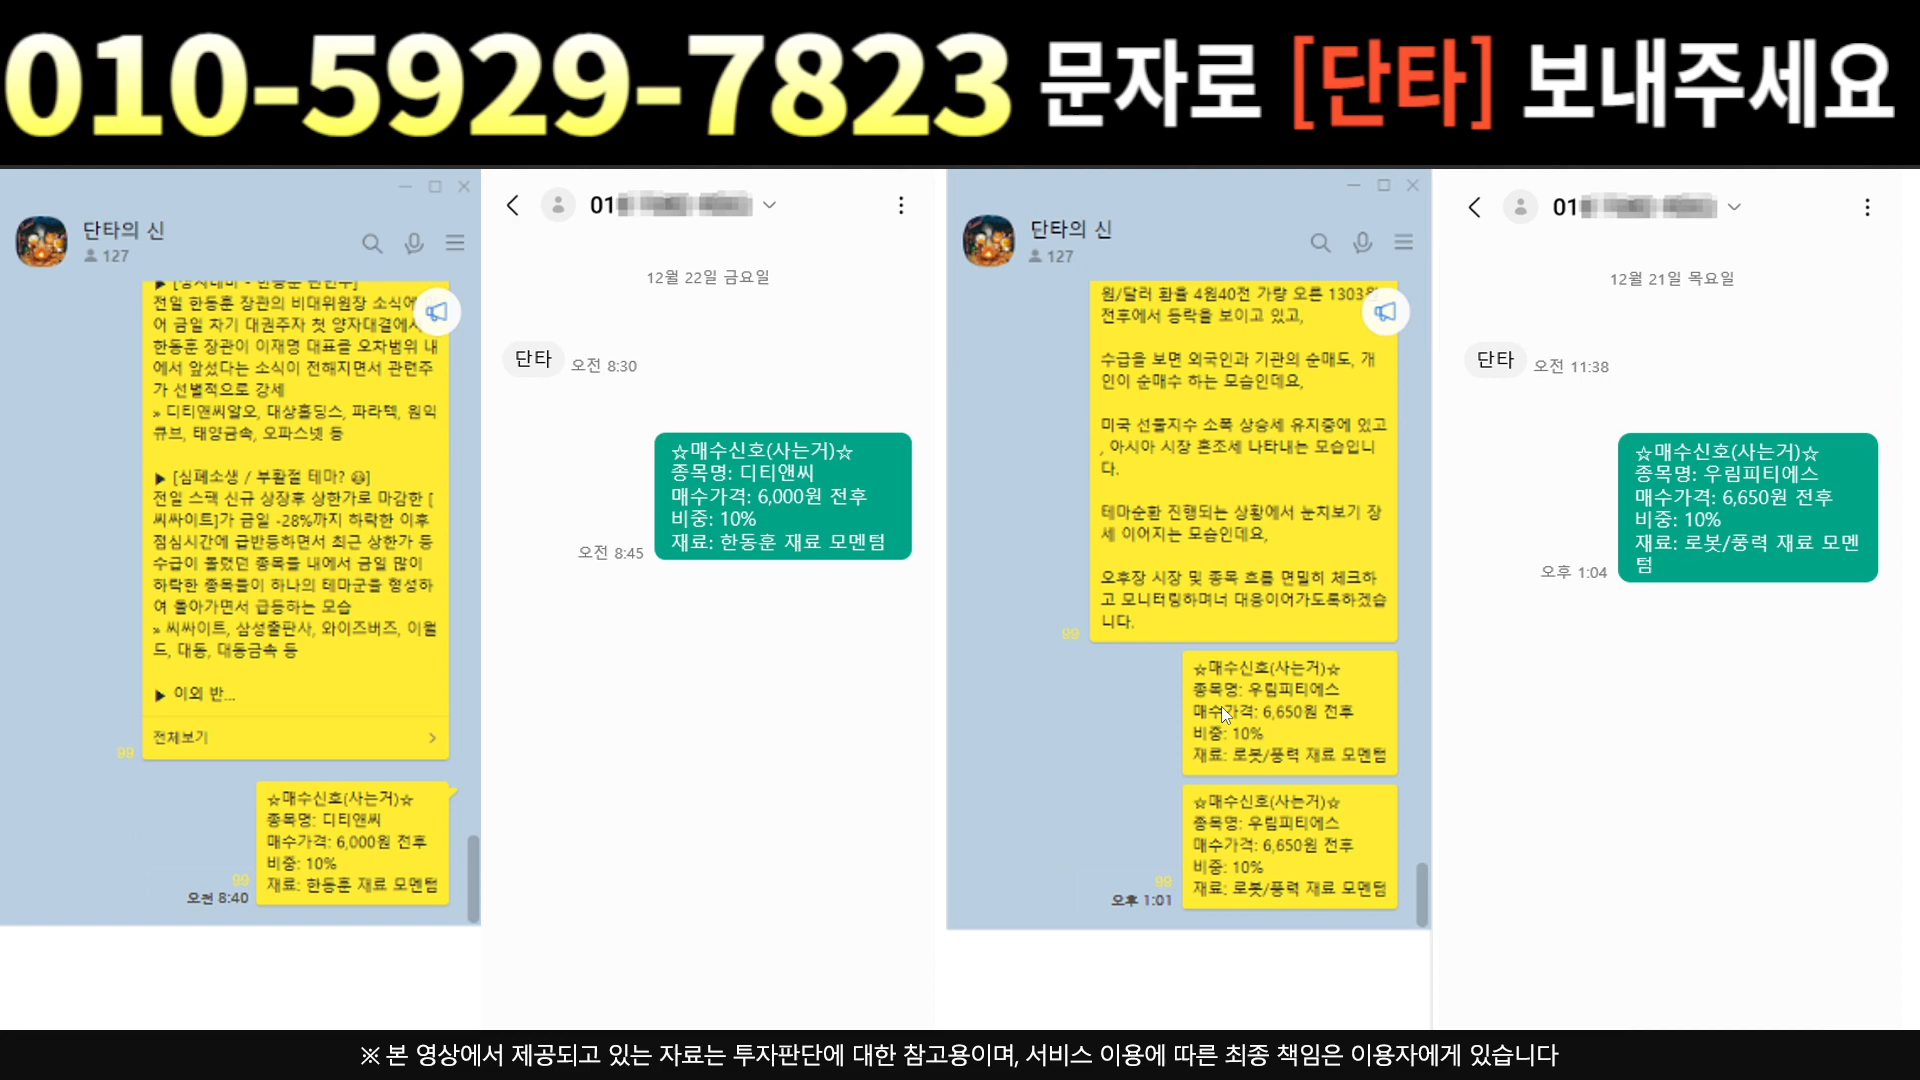 010-5929-7823 문자로 [단타] 보내주세요
단타의 신
127
전일 한동훈 장관의 비대위원장 소식에
어 금일 차기 대권주자 첫 양자대결에서
한동훈 장관이 이재명 대표를 오차범위 내
에서 앞섰다는 소식이 전해지면서 관련주
가 선별적으로 강세
» 디티앤씨알오, 대상홀딩스, 파라텍, 원익
큐브, 태양금속, 오파스넷 등
▶ [심폐소생 / 부활절 테마? 😆]
전일 스팩 신규 상장후 상한가로 마감한 [
씨싸이트]가 금일 -28%까지 하락한 이후
점심시간에 급반등하면서 최근 상한가 등
수급이 몰렸던 종목들 내에서 금일 많이
하락한 종목들이 하나의 테마군을 형성하
여 돌아가면서 급등하는 모습
» 씨싸이트, 삼성출판사, 와이즈버즈, 이월
드, 대동, 대동금속 등
▶ 이외 반...
전체보기
99
☆매수신호(사는거)☆
종목명: 디티앤씨
매수가격: 6,000원 전후
비중: 10%
재료: 한동훈 재료 모멘텀
99
오전 8:40
01
12월 22일 금요일
단타
오전 8:30
☆매수신호(사는거)☆
종목명: 디티앤씨
매수가격: 6,000원 전후
비중: 10%
재료: 한동훈 재료 모멘텀
오전 8:45
단타의 신
127
원/달러 환율 4원40전 가량 오른 1303원
전후에서 등락을 보이고 있고,
수급을 보면 외국인과 기관의 순매도, 개
인이 순매수 하는 모습인데요,
미국 선물지수 소폭 상승세 유지중에 있고
, 아시아 시장 혼조세 나타내는 모습입니
다.
테마순환 진행되는 상황에서 눈치보기 장
세 이어지는 모습인데요,
오후장 시장 및 종목 흐름 면밀히 체크하
고 모니터링하며너 대응이어가도록하겠습
니다.
99
☆매수신호(사는거)☆
종목명: 우림피티에스
매수가격: 6,650원 전후
비중: 10%
재료: 로봇/풍력 재료 모멘텀
☆매수신호(사는거)☆
종목명: 우림피티에스
매수가격: 6,650원 전후
비중: 10%
재료: 로봇/풍력 재료 모멘텀
99
오후 1:01
01
12월 21일 목요일
단타
오전 11:38
☆매수신호(사는거)☆
종목명: 우림피티에스
매수가격: 6,650원 전후
비중: 10%
재료: 로봇/풍력 재료 모멘
텀
오후 1:04
※ 본 영상에서 제공되고 있는 자료는 투자판단에 대한 참고용이며, 서비스 이용에 따른 최종 책임은 이용자에게 있습니다